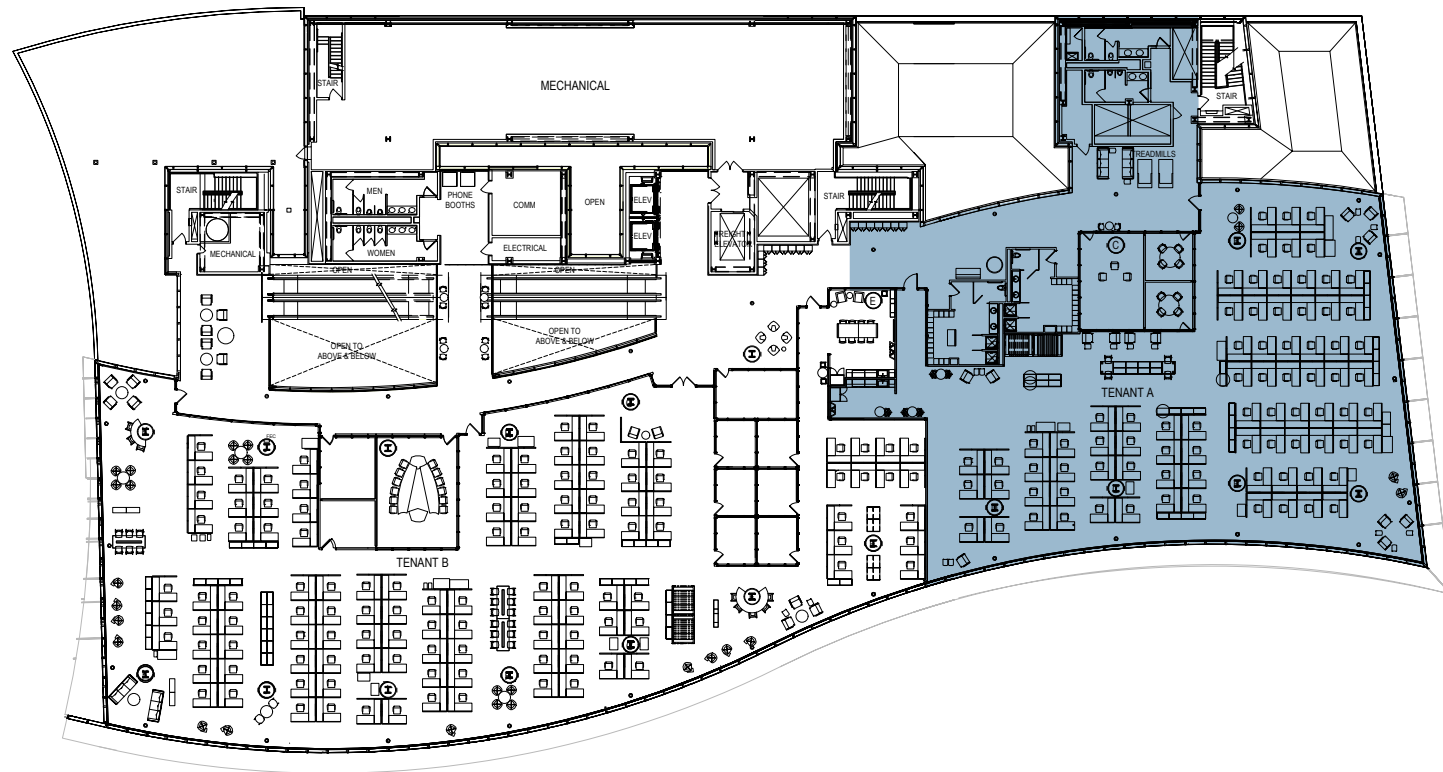 MECHANICAL
STAIR
STAIR
TREADMILLS
STAIR
MEN
PHONE
BOOTHS
COMM
OPEN
ELEV
STAIR
C
ELEV
FREIGHT
ELEVATOR
MECHANICAL
WOMEN
ELECTRICAL
OPEN
OPEN
E
OPEN TO
ABOVE & BELOW
OPEN TO
ABOVE & BELOW
H
TENANT A
H
H
H
H
H
H
H
H
H
H
TENANT B
H
H
H
H
H
H
H
H